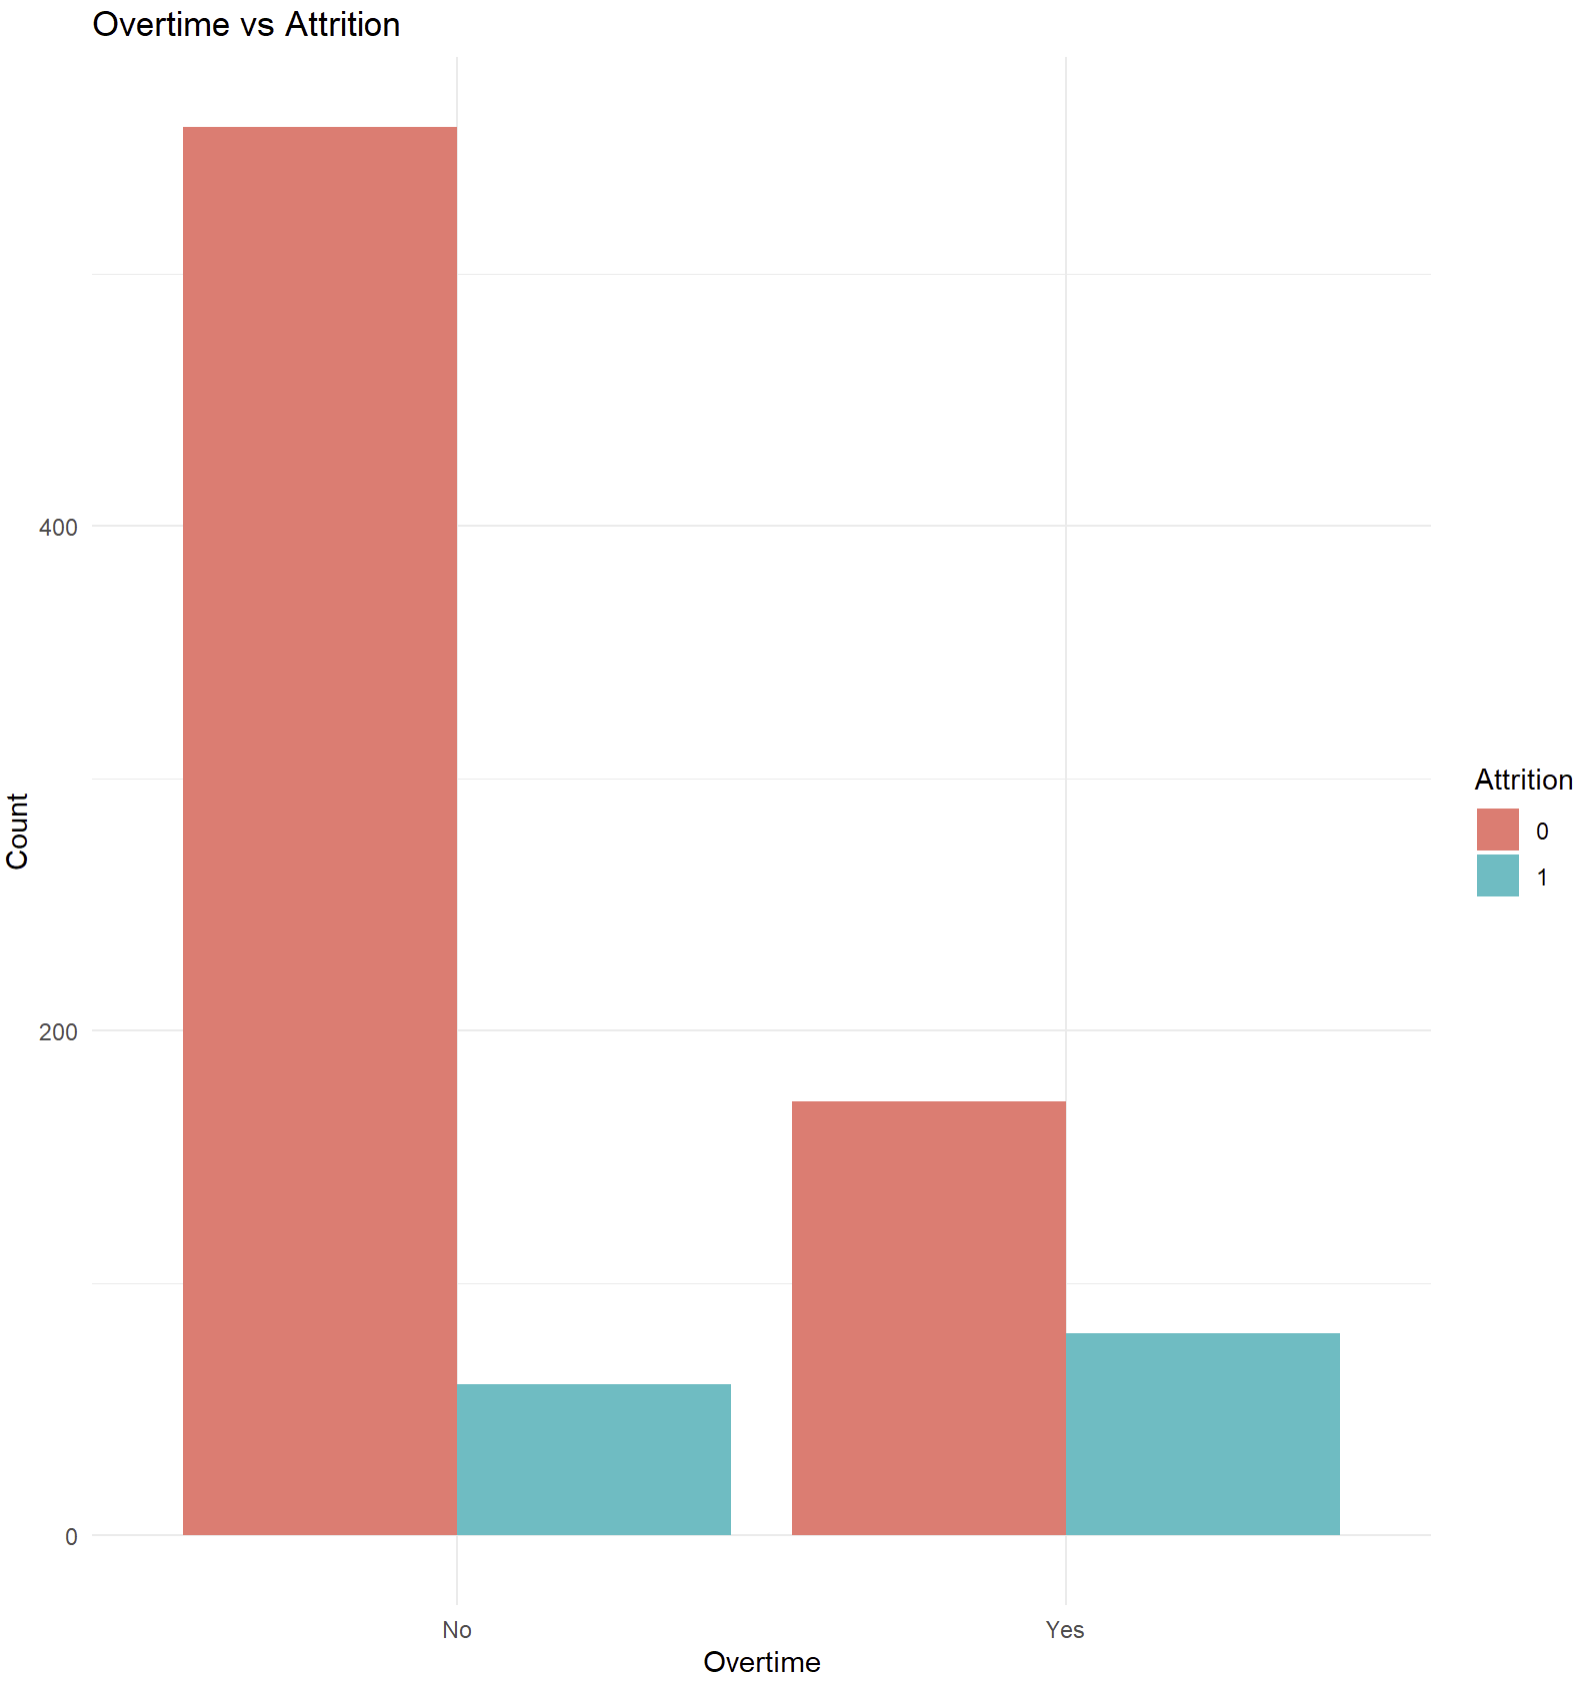 Overtime vs Attrition
Count
400
200
0
No
Yes
Overtime
Attrition
0
1